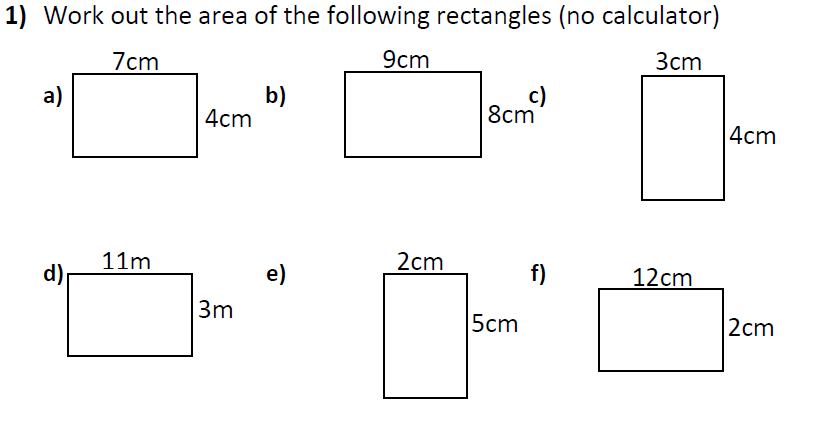 1) Work out the area of the following rectangles (no calculator)
7cm
9cm
3cm
a)
b)
c)
4cm
8cm
4cm
11m
2cm
d)
e)
f)
12cm
3m
5cm
2cm